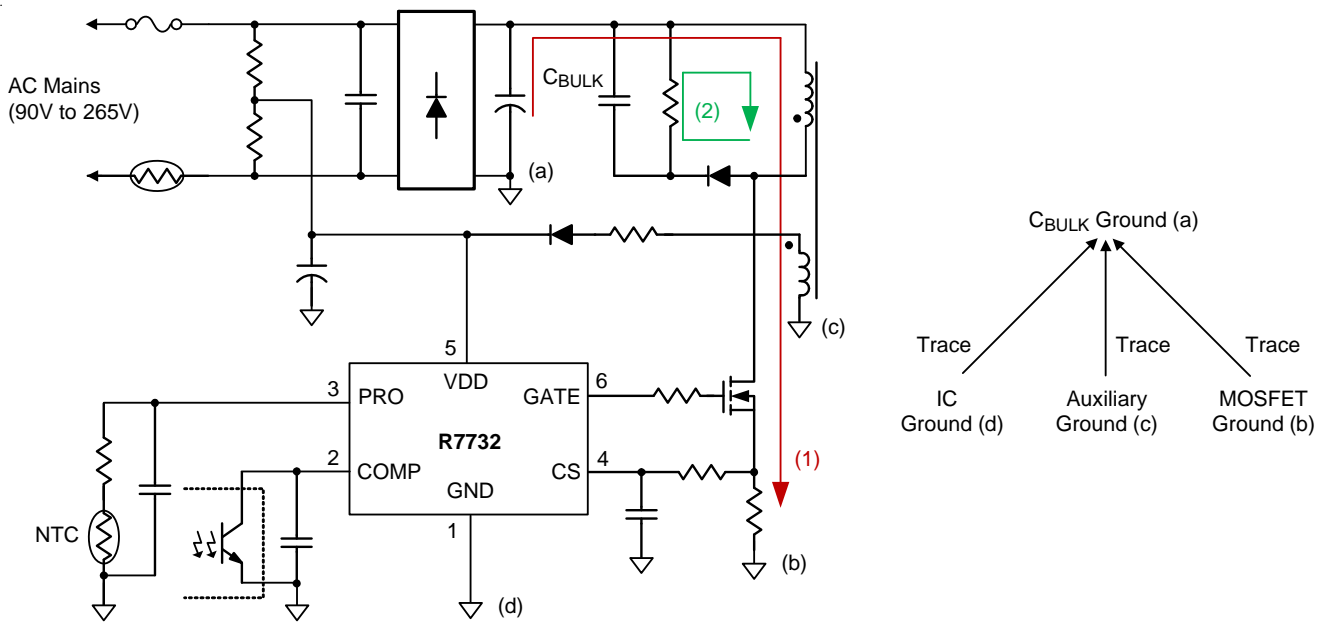 AC Mains
(90V to 265V)
CBULK
(2)
(a)
(c)
5
VDD
3
PRO
GATE
6
R7732
2
COMP
CS
4
(1)
GND
1
NTC
(b)
(d)
CBULK Ground (a)
Trace
Trace
Trace
IC
Ground (d)
Auxiliary
Ground (c)
MOSFET
Ground (b)